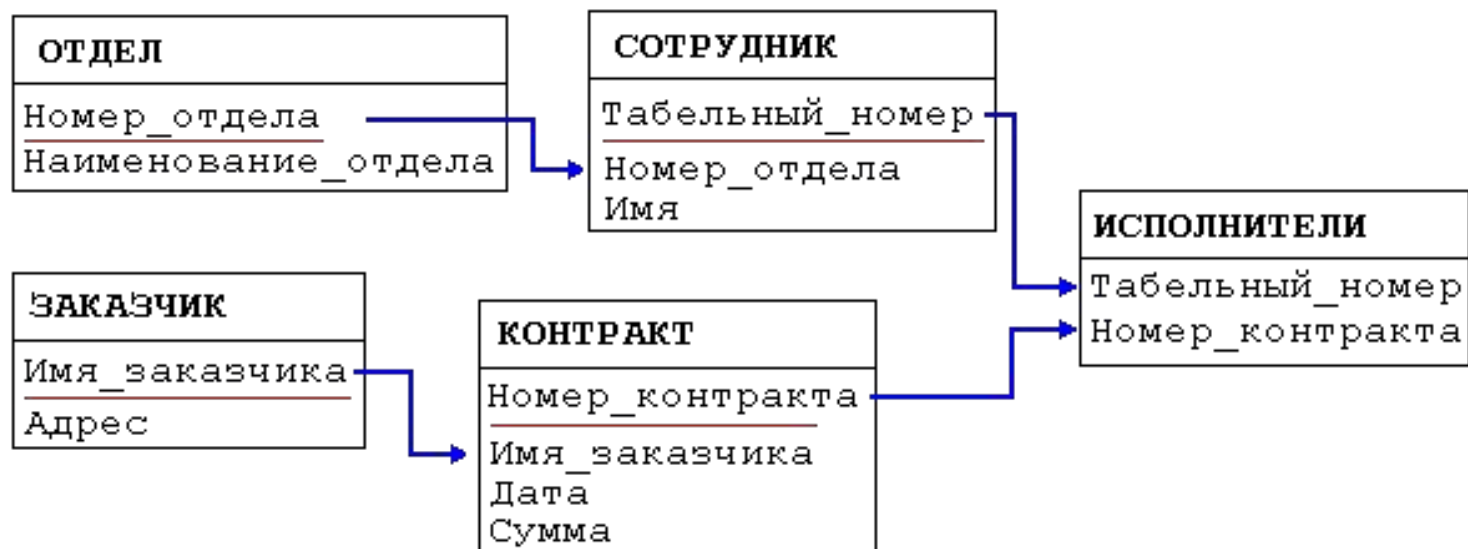 ОТДЕЛ
Номер_отдела
Наименование_отдела
СОТРУДНИК
Табельный_номер
Номер_отдела
Имя
ИСПОЛНИТЕЛИ
Табельный_номер
Номер_контракта
ЗАКАЗЧИК
Имя_заказчика
Адрес
КОНТРАКТ
Номер_контракта
Имя_заказчика
Дата
Сумма